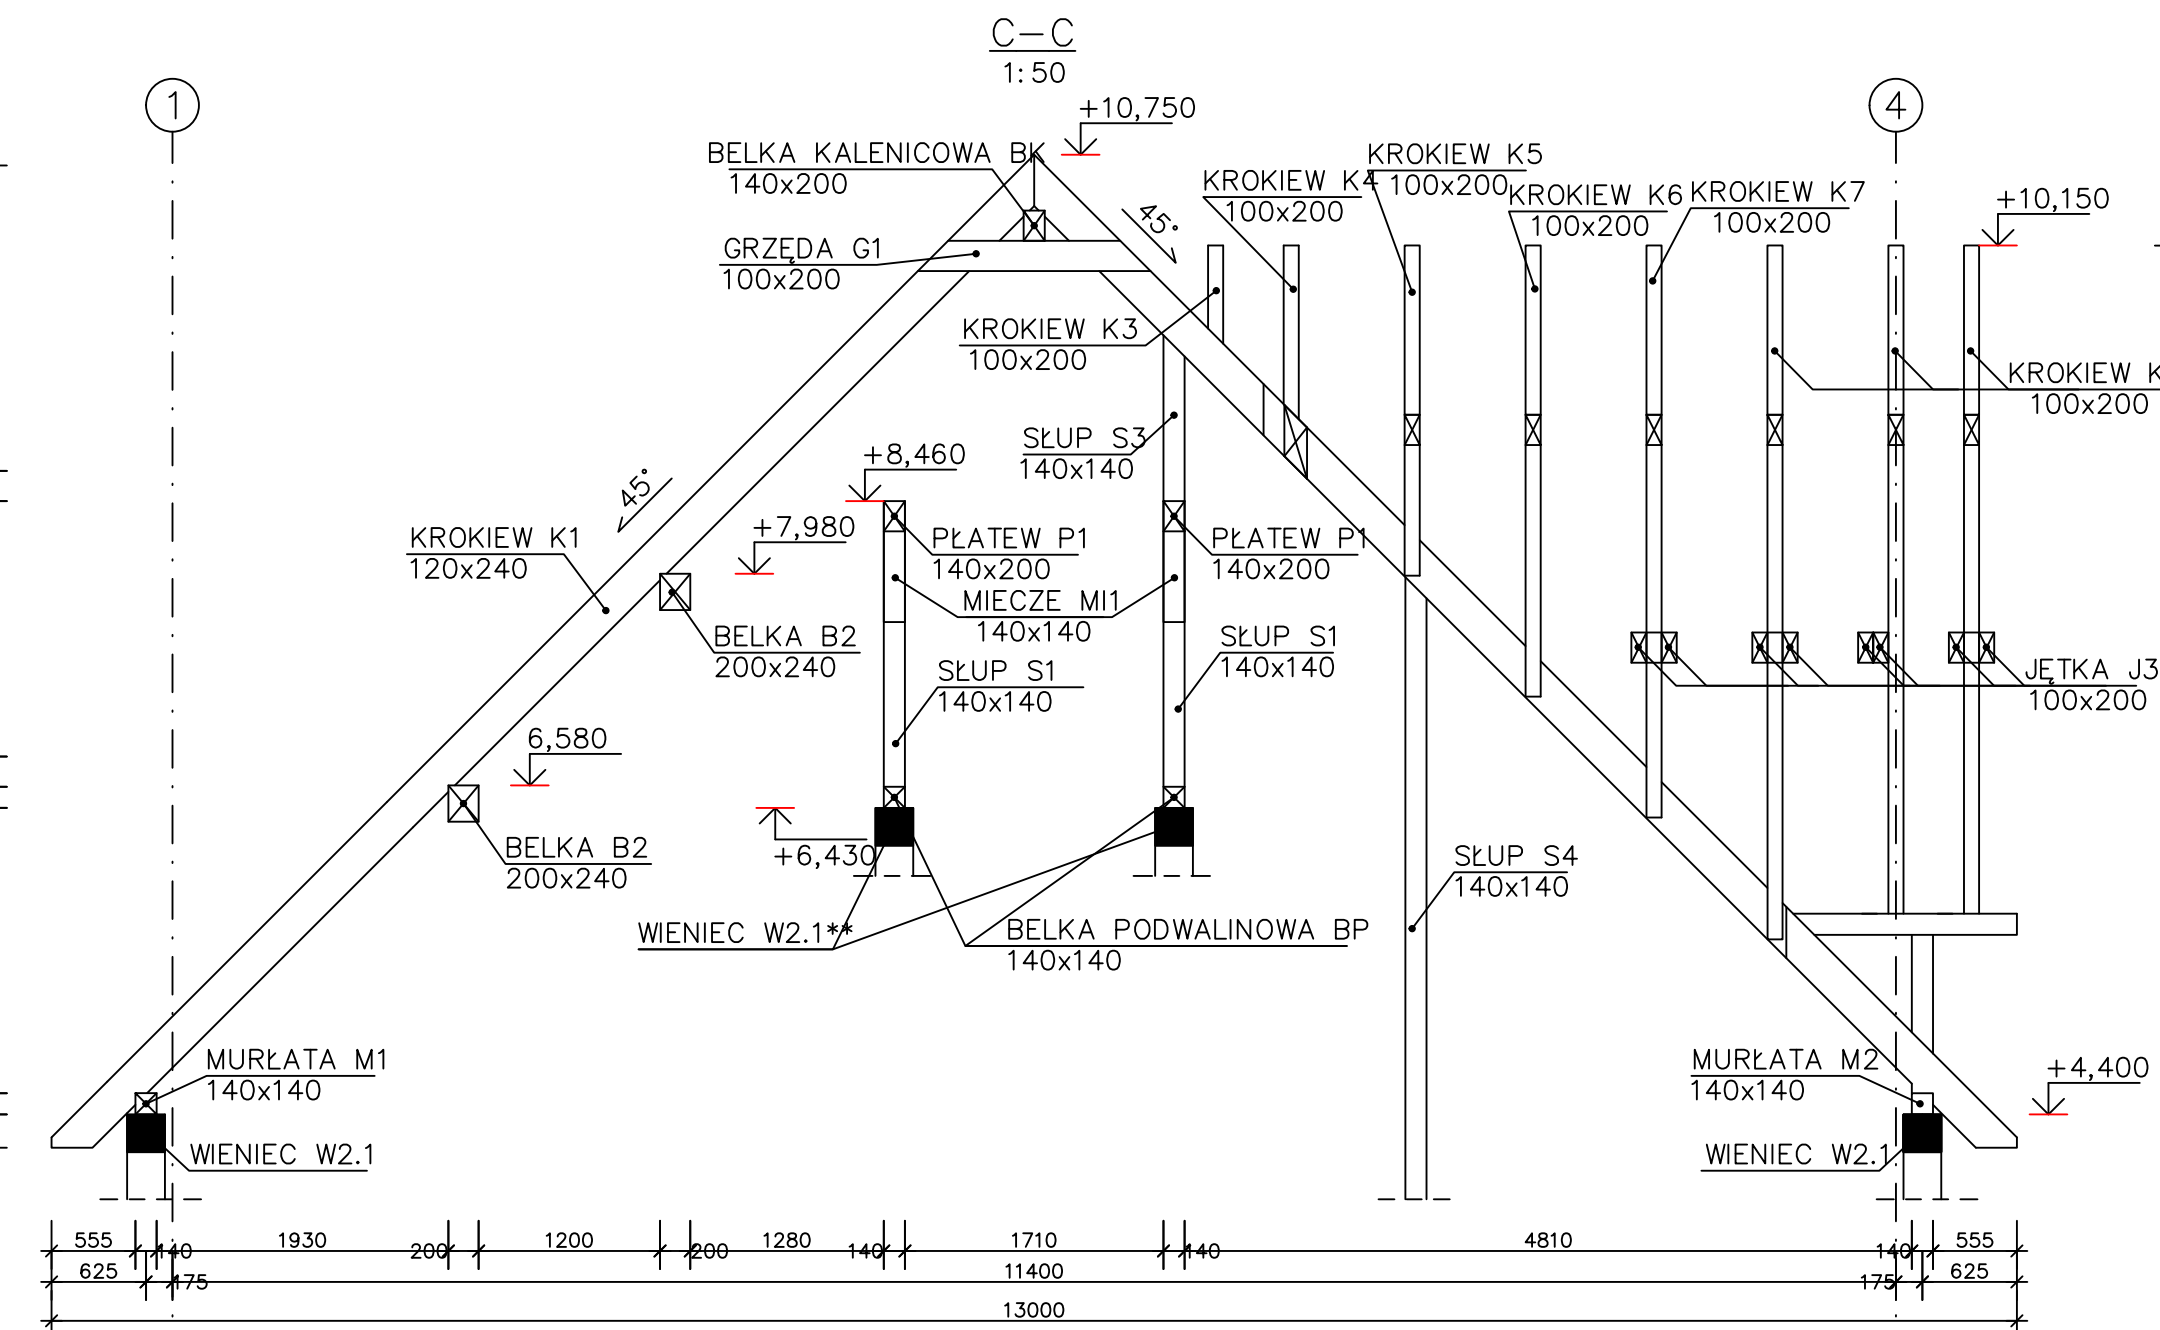 C–C
1:50
1
4
+10,750
BELKA KALENICOWA BK
140x200
KROKIEW K5
100x200
KROKIEW K4
100x200
KROKIEW K6
100x200
KROKIEW K7
100x200
+10,150
45°
GRZĘDA G1
100x200
KROKIEW K3
100x200
KROKIEW K
100x200
SŁUP S3
140x140
+8,460
45°
+7,980
KROKIEW K1
120x240
PŁATEW P1
140x200
PŁATEW P1
140x200
MIECZE MI1
140x140
BELKA B2
200x240
SŁUP S1
140x140
SŁUP S1
140x140
JĘTKA J3
100x200
6,580
+6,430
BELKA B2
200x240
SŁUP S4
140x140
WIENIEC W2.1**
BELKA PODWALINOWA BP
140x140
MURŁATA M1
140x140
MURŁATA M2
140x140
+4,400
WIENIEC W2.1
WIENIEC W2.1
555 140 1930 200 1200 200 1280 140 1710 140 4810 140 555
625 175 11400 175 625
13000